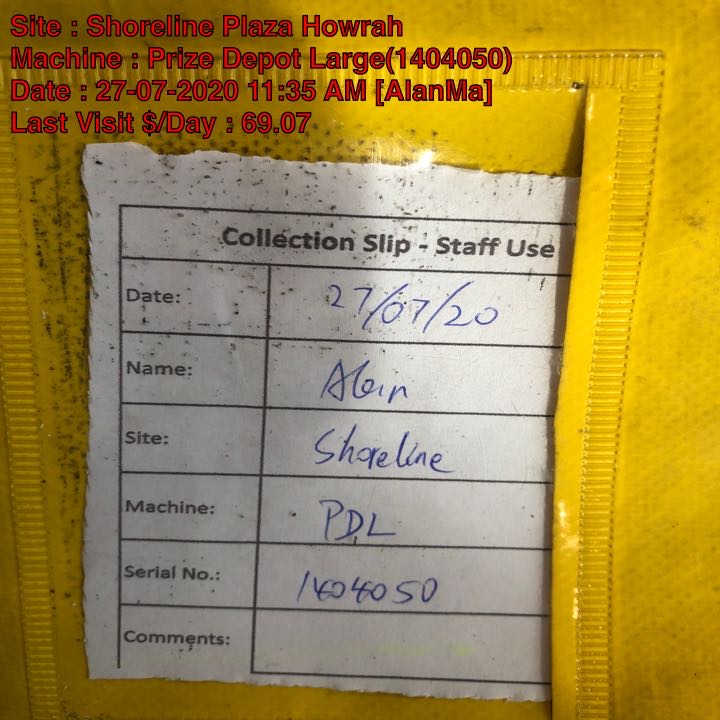 Site : Shoreline Plaza Howrah
Machine : Prize Depot Large(1404050)
Date : 27-07-2020 11:35 AM [AlanMa]
Last Visit $/Day : 69.07
Collection Slip - Staff Use
Date: 27/07/20
Name: Alan
Site: Shoreline
Machine: PDL
Serial No.: 1404050
Comments: